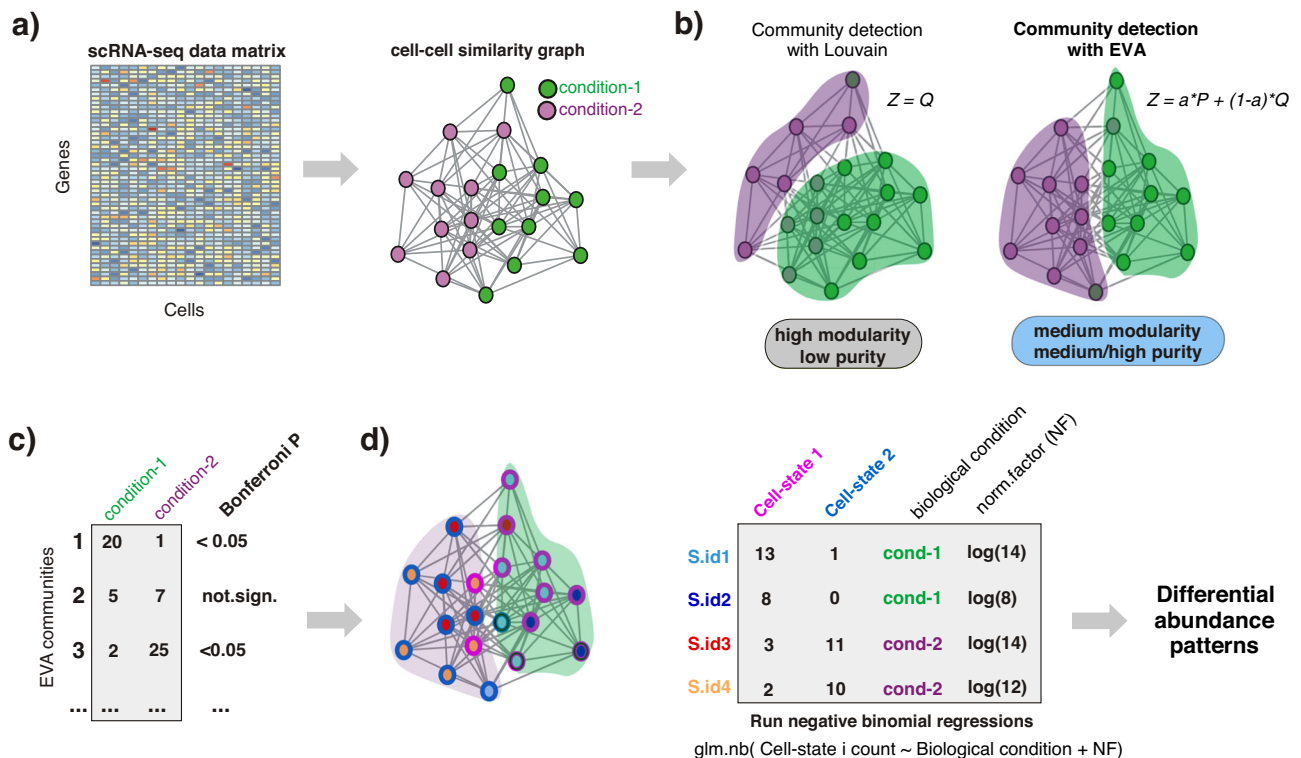 a)
scRNA-seq data matrix
Genes
Cells
cell-cell similarity graph
condition-1
condition-2
b)
Community detection
with Louvain
Z = Q
high modularity
low purity
Community detection
with EVA
Z = a*P + (1-a)*Q
medium modularity
medium/high purity
c)
condition-1
condition-2
Bonferroni P
EVA communities
1 20 1 < 0.05
2 5 7 not.sign.
3 2 25 <0.05
... ... ... ...
d)
Cell-state 1
Cell-state 2
biological condition
norm.factor (NF)
S.id1 13 1 cond-1 log(14)
S.id2 8 0 cond-1 log(8)
S.id3 3 11 cond-2 log(14)
S.id4 2 10 cond-2 log(12)
Run negative binomial regressions
glm.nb( Cell-state i count ~ Biological condition + NF)
Differential
abundance
patterns